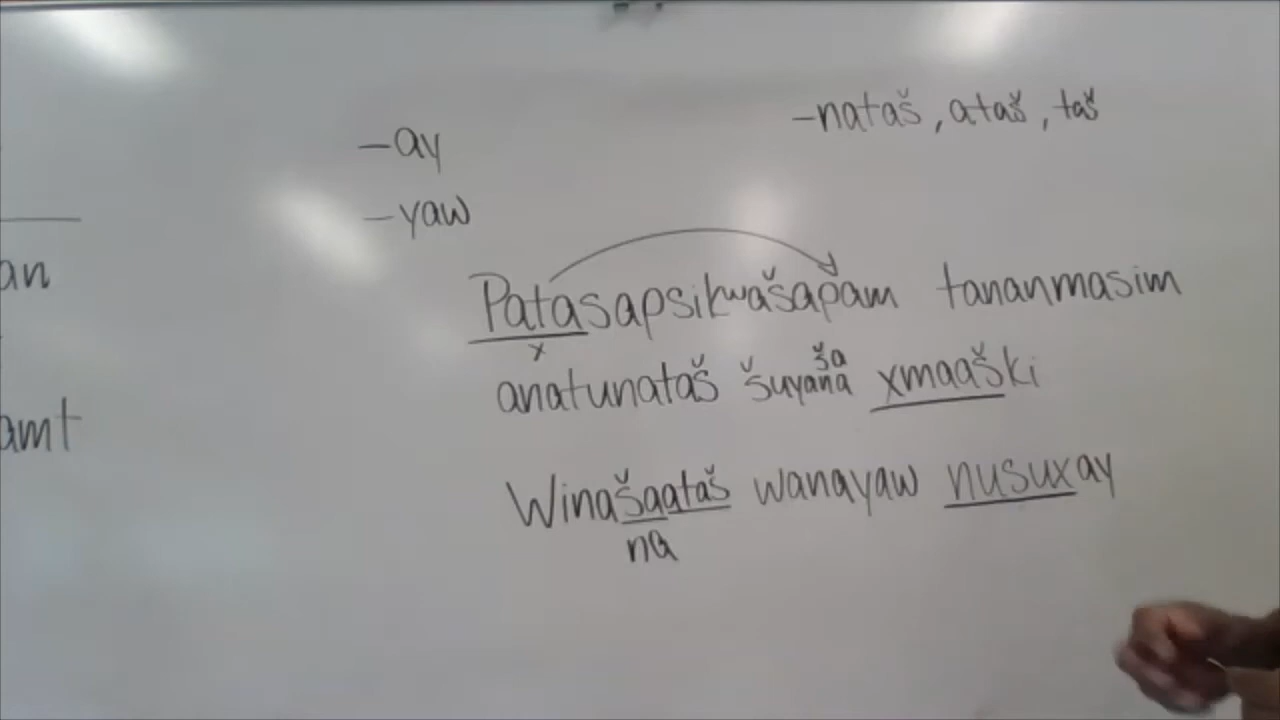 -nataš, ataš, taš
-ay
-yaw
an
Patasapsikwašapam tananmasim
x
ša
anatunataš šuyana xmaaški
amt
Winašaataš wanayaw nusuxay
na